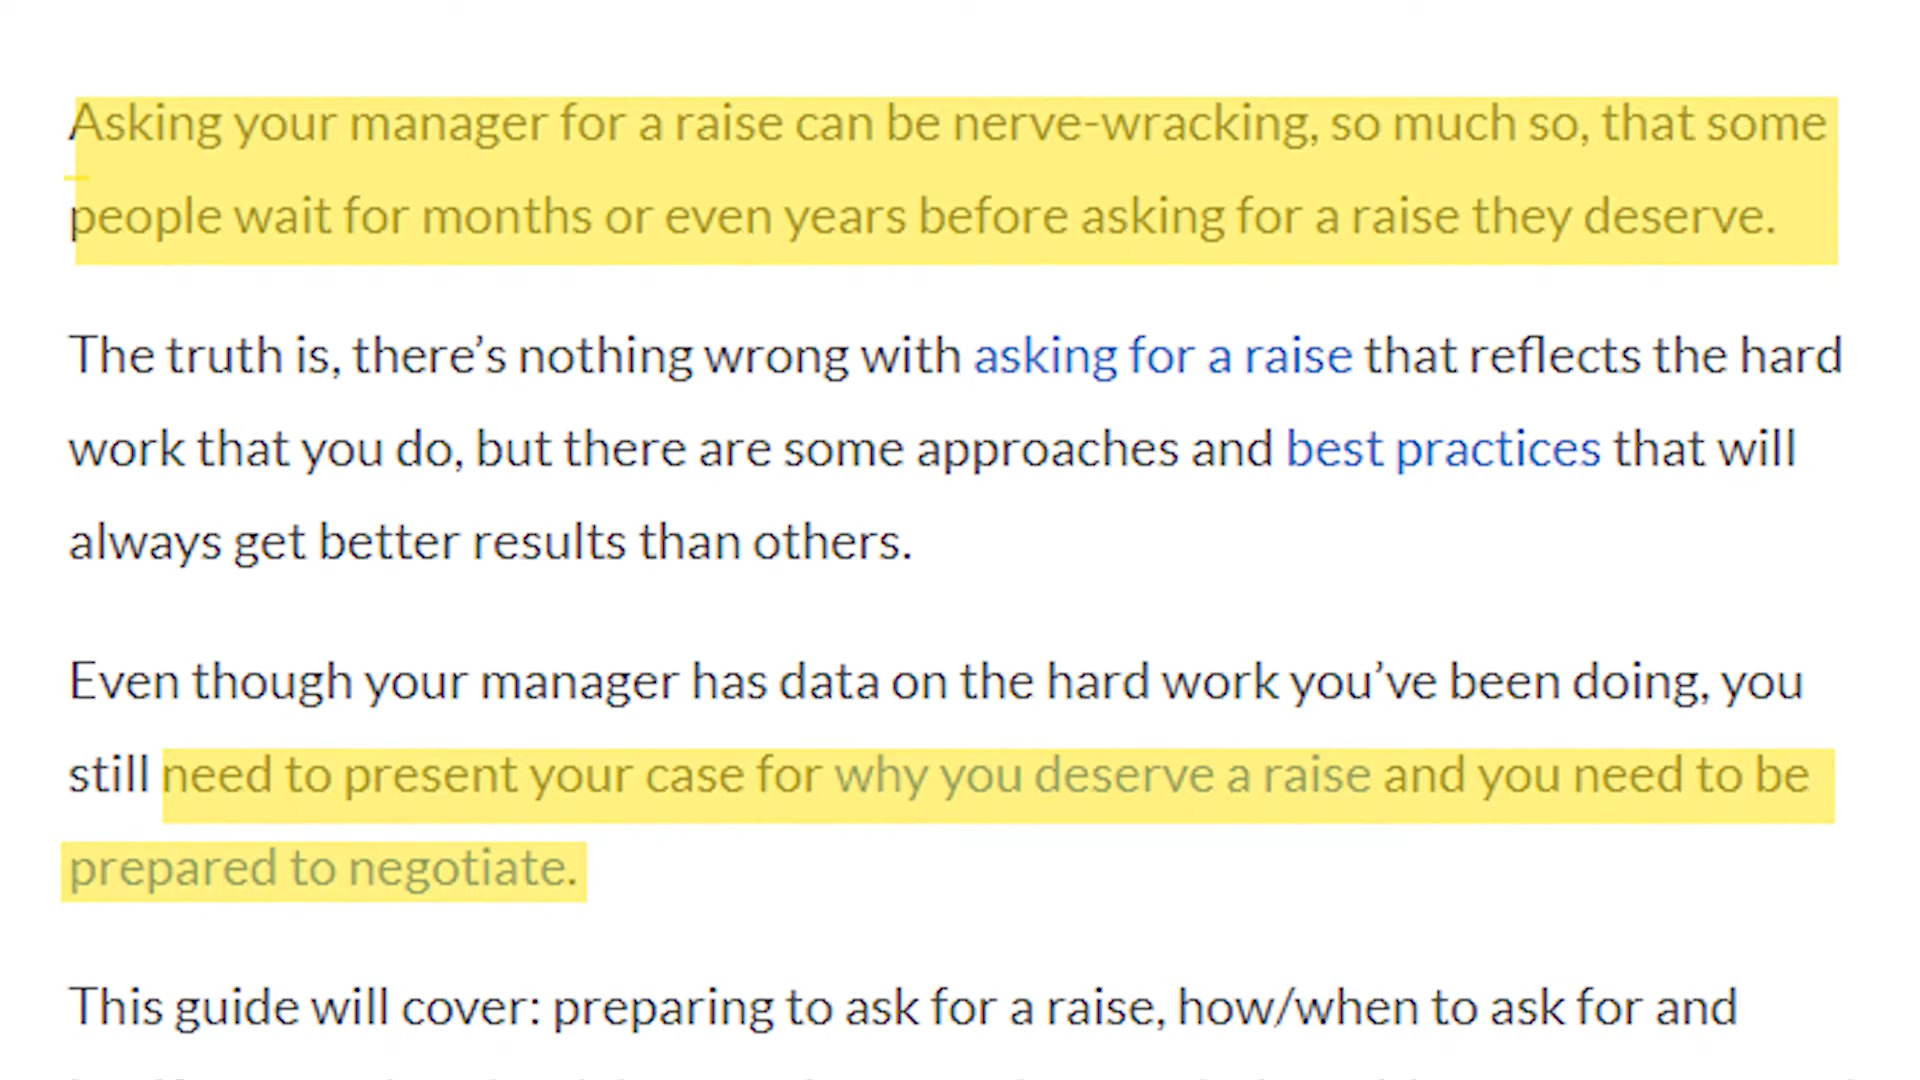 Asking your manager for a raise can be nerve-wracking, so much so, that some
people wait for months or even years before asking for a raise they deserve.
The truth is, there’s nothing wrong with asking for a raise that reflects the hard
work that you do, but there are some approaches and best practices that will
always get better results than others.
Even though your manager has data on the hard work you’ve been doing, you
still need to present your case for why you deserve a raise and you need to be
prepared to negotiate.
This guide will cover: preparing to ask for a raise, how/when to ask for and